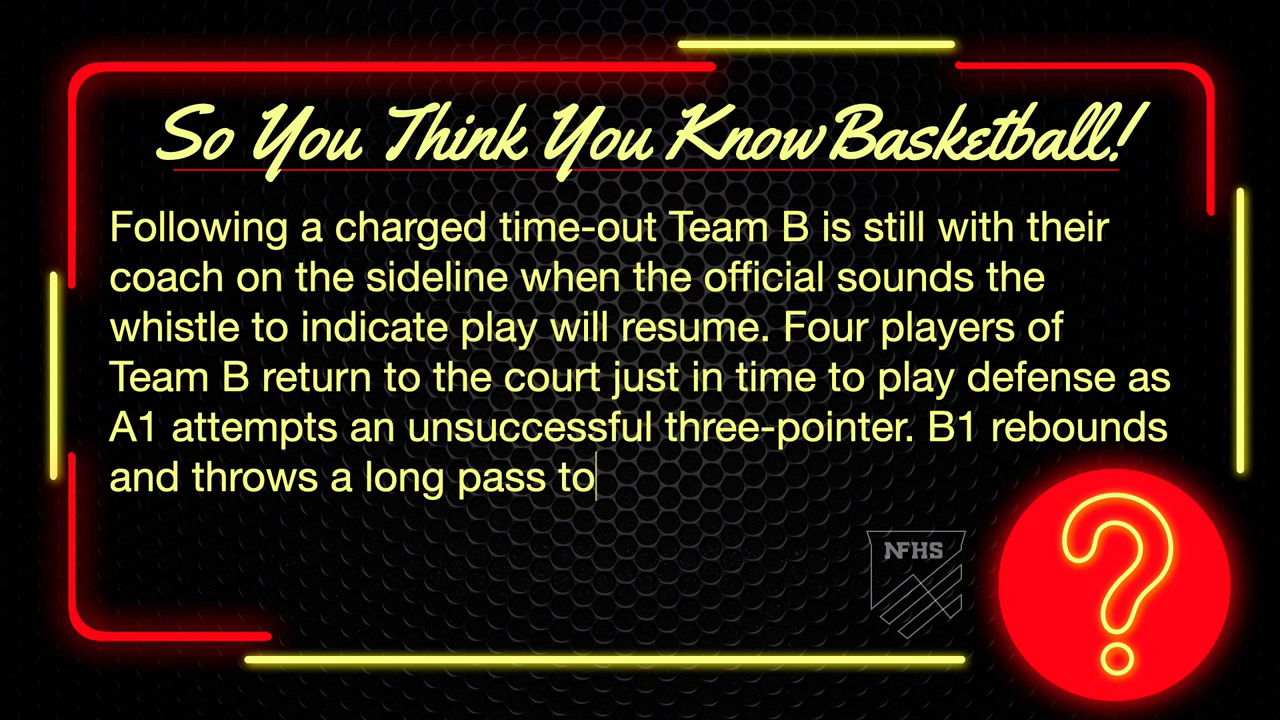 So You Think You Know Basketball!
Following a charged time-out Team B is still with their
coach on the sideline when the official sounds the
whistle to indicate play will resume. Four players of
Team B return to the court just in time to play defense as
A1 attempts an unsuccessful three-pointer. B1 rebounds
and throws a long pass to
NFHS
?